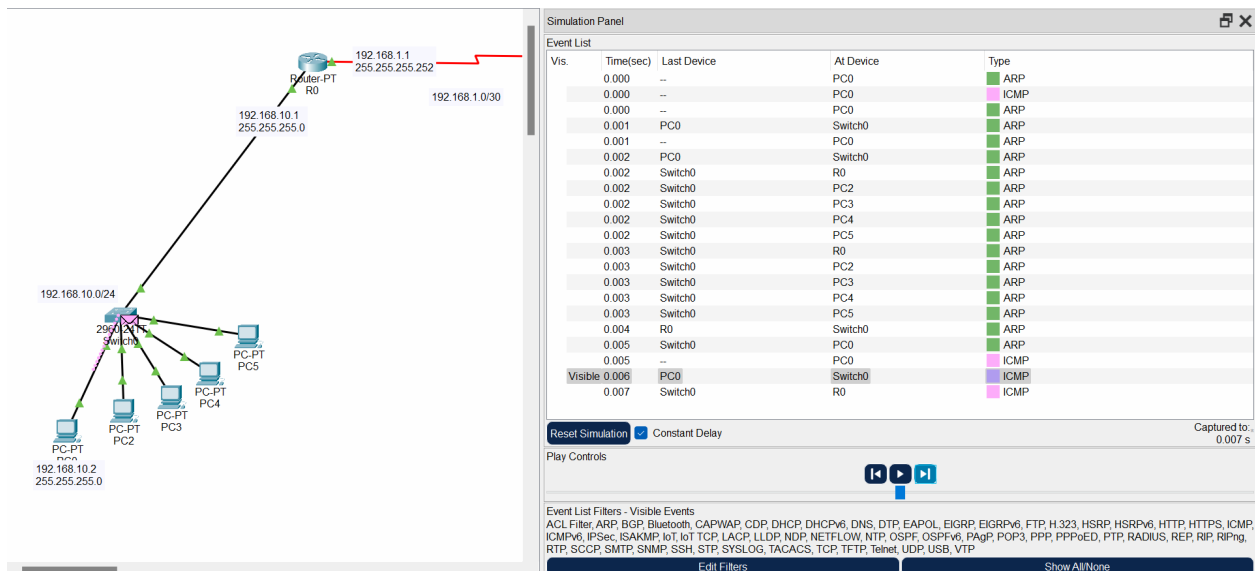 192.168.1.1
255.255.255.252
Router-PT
R0
192.168.1.0/30
192.168.10.1
255.255.255.0
192.168.10.0/24
2960-24TT
Switch0
PC-PT
PC5
PC-PT
PC4
PC-PT
PC3
PC-PT
PC2
PC-PT
PC0
192.168.10.2
255.255.255.0
Simulation Panel
Event List
Vis. Time(sec) Last Device At Device Type
0.000 -- PC0 ARP
0.000 -- PC0 ICMP
0.000 -- PC0 ARP
0.001 PC0 Switch0 ARP
0.001 -- PC0 ARP
0.002 PC0 Switch0 ARP
0.002 Switch0 R0 ARP
0.002 Switch0 PC2 ARP
0.002 Switch0 PC3 ARP
0.002 Switch0 PC4 ARP
0.002 Switch0 PC5 ARP
0.003 Switch0 R0 ARP
0.003 Switch0 PC2 ARP
0.003 Switch0 PC3 ARP
0.003 Switch0 PC4 ARP
0.003 Switch0 PC5 ARP
0.004 R0 Switch0 ARP
0.005 Switch0 PC0 ARP
0.005 -- PC0 ICMP
Visible 0.006 PC0 Switch0 ICMP
0.007 Switch0 R0 ICMP
Reset Simulation Constant Delay
Captured to:
0.007 s
Play Controls
Event List Filters - Visible Events
ACL Filter, ARP, BGP, Bluetooth, CAPWAP, CDP, DHCP, DHCPv6, DNS, DTP, EAPOL, EIGRP, EIGRPv6, FTP, H.323, HSRP, HSRPv6, HTTP, HTTPS, ICMP,
ICMPv6, IPSec, ISAKMP, IoT, IoT TCP, LACP, LLDP, NDP, NETFLOW, NTP, OSPF, OSPFv6, PAgP, POP3, PPP, PPPoED, PTP, RADIUS, REP, RIP, RIPng,
RTP, SCCP, SMTP, SNMP, SSH, STP, SYSLOG, TACACS, TCP, TFTP, Telnet, UDP, USB, VTP
Edit Filters Show All/None